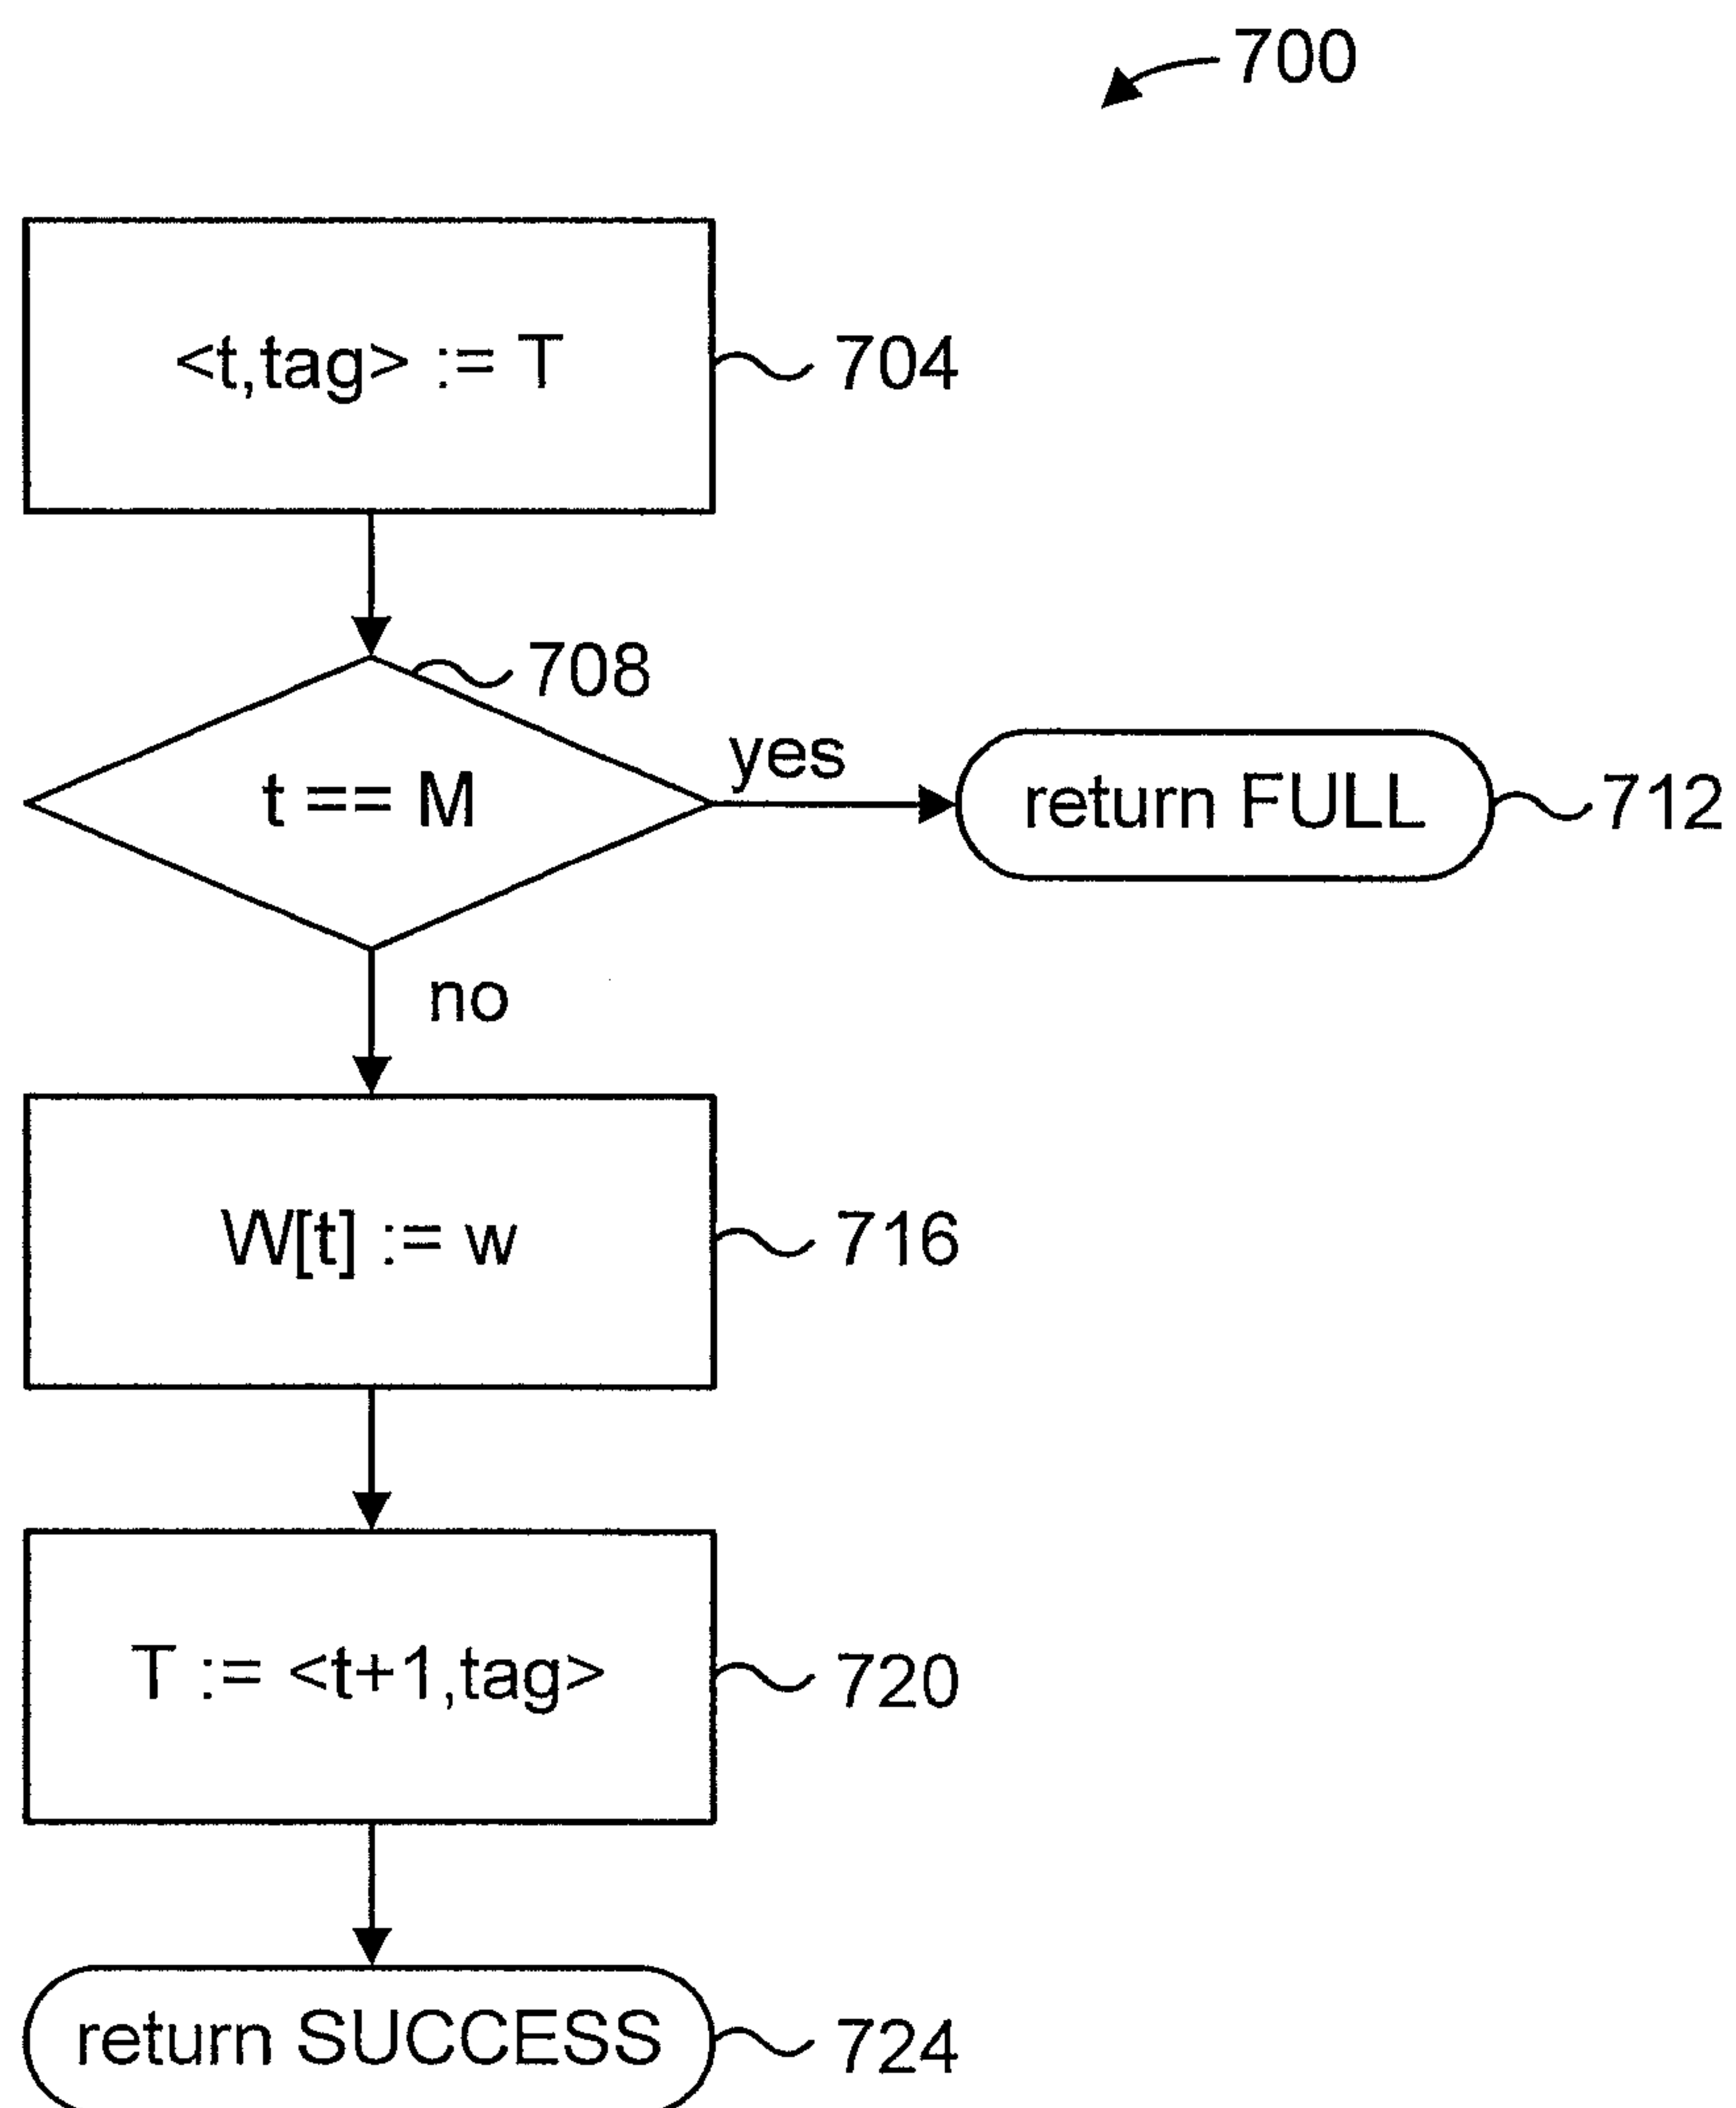 700
<t,tag> := T
704
708
t == M
yes
return FULL
712
no
W[t] := w
716
T := <t+1,tag>
720
return SUCCESS
724